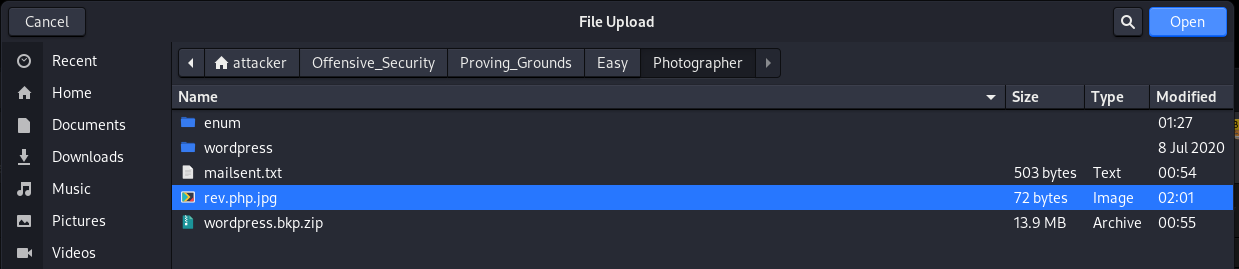 Cancel File Upload Open
Recent
Home
Documents
Downloads
Music
Pictures
Videos
attacker Offensive_Security Proving_Grounds Easy Photographer
Name Size Type Modified
enum 01:27
wordpress 8 Jul 2020
mailsent.txt 503 bytes Text 00:54
rev.php.jpg 72 bytes Image 02:01
wordpress.bkp.zip 13.9 MB Archive 00:55